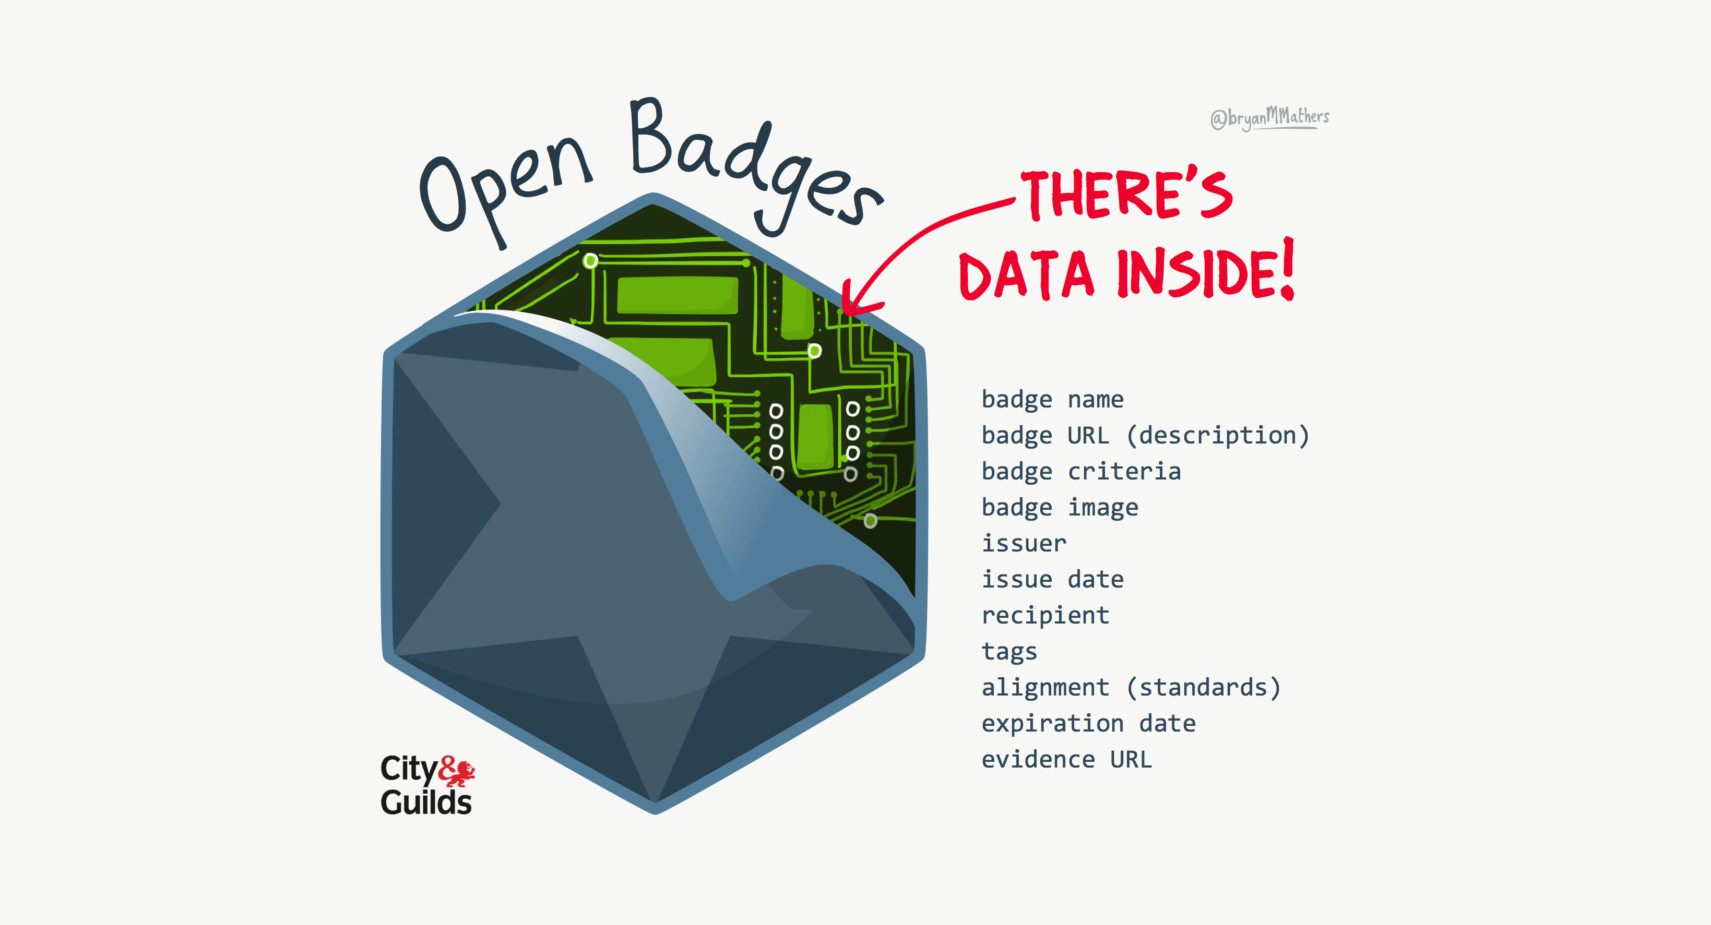 Open Badges
@bryanMMathers
THERE'S
DATA INSIDE!
badge name
badge URL (description)
badge criteria
badge image
issuer
issue date
recipient
tags
alignment (standards)
expiration date
evidence URL
City&
Guilds